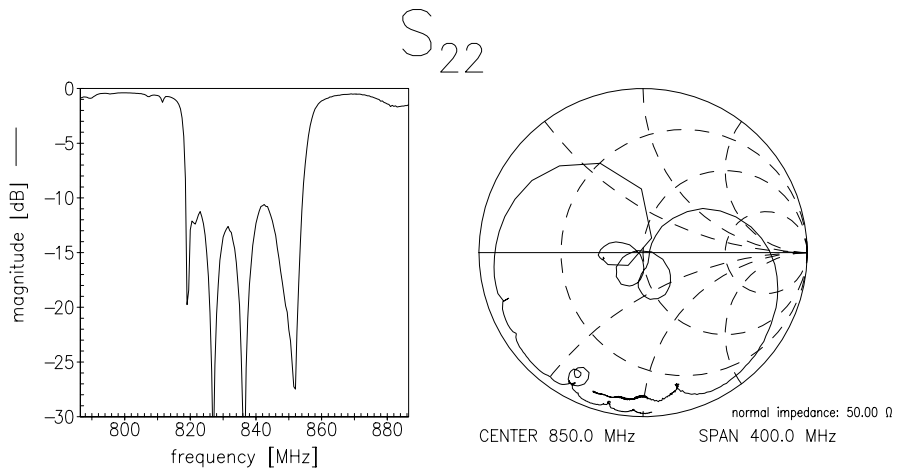 S22
0
−5
−10
−15
−20
−25
−30
magnitude [dB]
800 820 840 860 880
frequency [MHz]
normal impedance: 50.00 Ω
CENTER 850.0 MHz SPAN 400.0 MHz